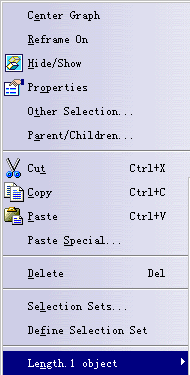 Center Graph
Reframe On
Hide/Show
Properties
Other Selection...
Parent/Children...
Cut Ctrl+X
Copy Ctrl+C
Paste Ctrl+V
Paste Special...
Delete Del
Selection Sets...
Define Selection Set
Length.1 object